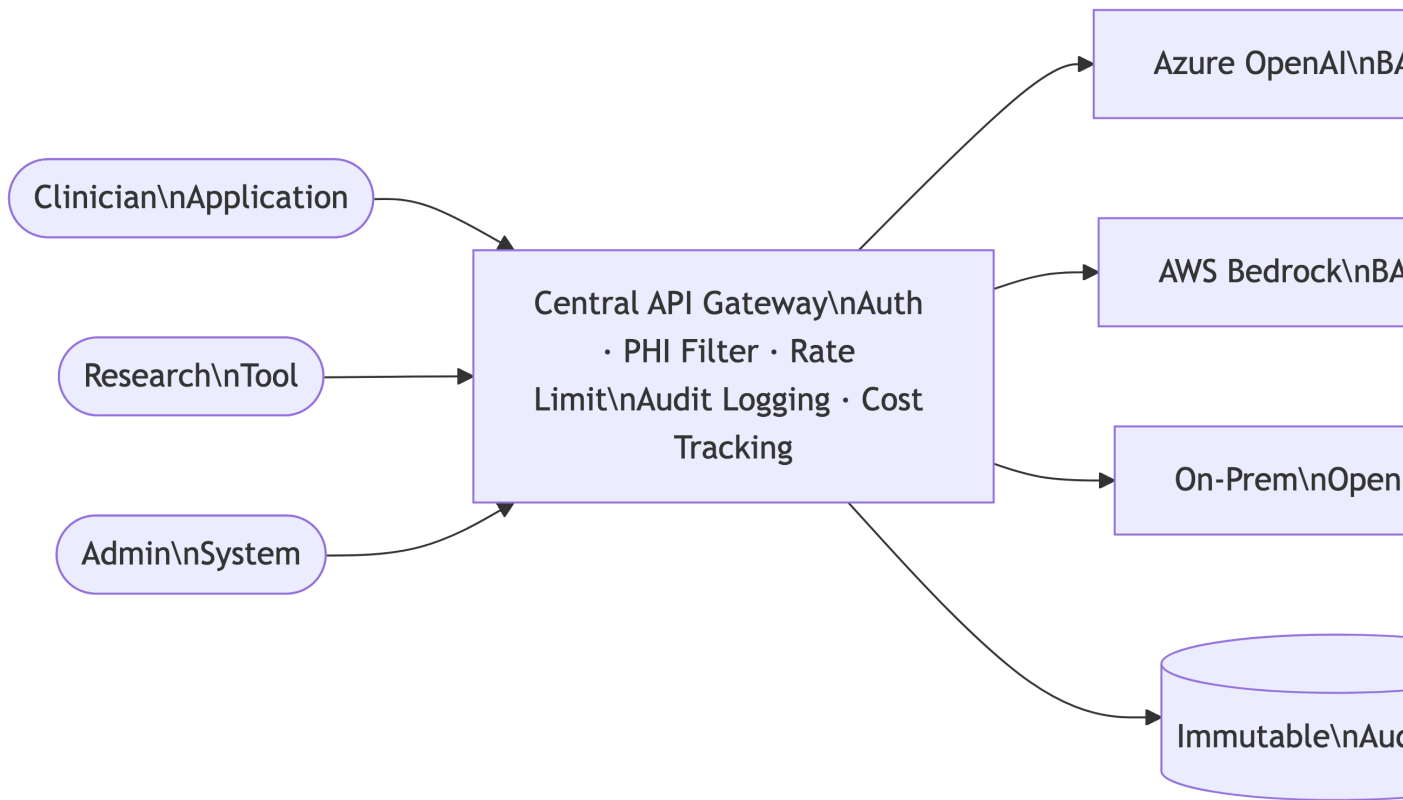 Clinician\nApplication
Research\nTool
Admin\nSystem
Central API Gateway\nAuth
· PHI Filter · Rate
Limit\nAudit Logging · Cost
Tracking
Azure OpenAI\nBA
AWS Bedrock\nBA
On-Prem\nOpen
Immutable\nAud